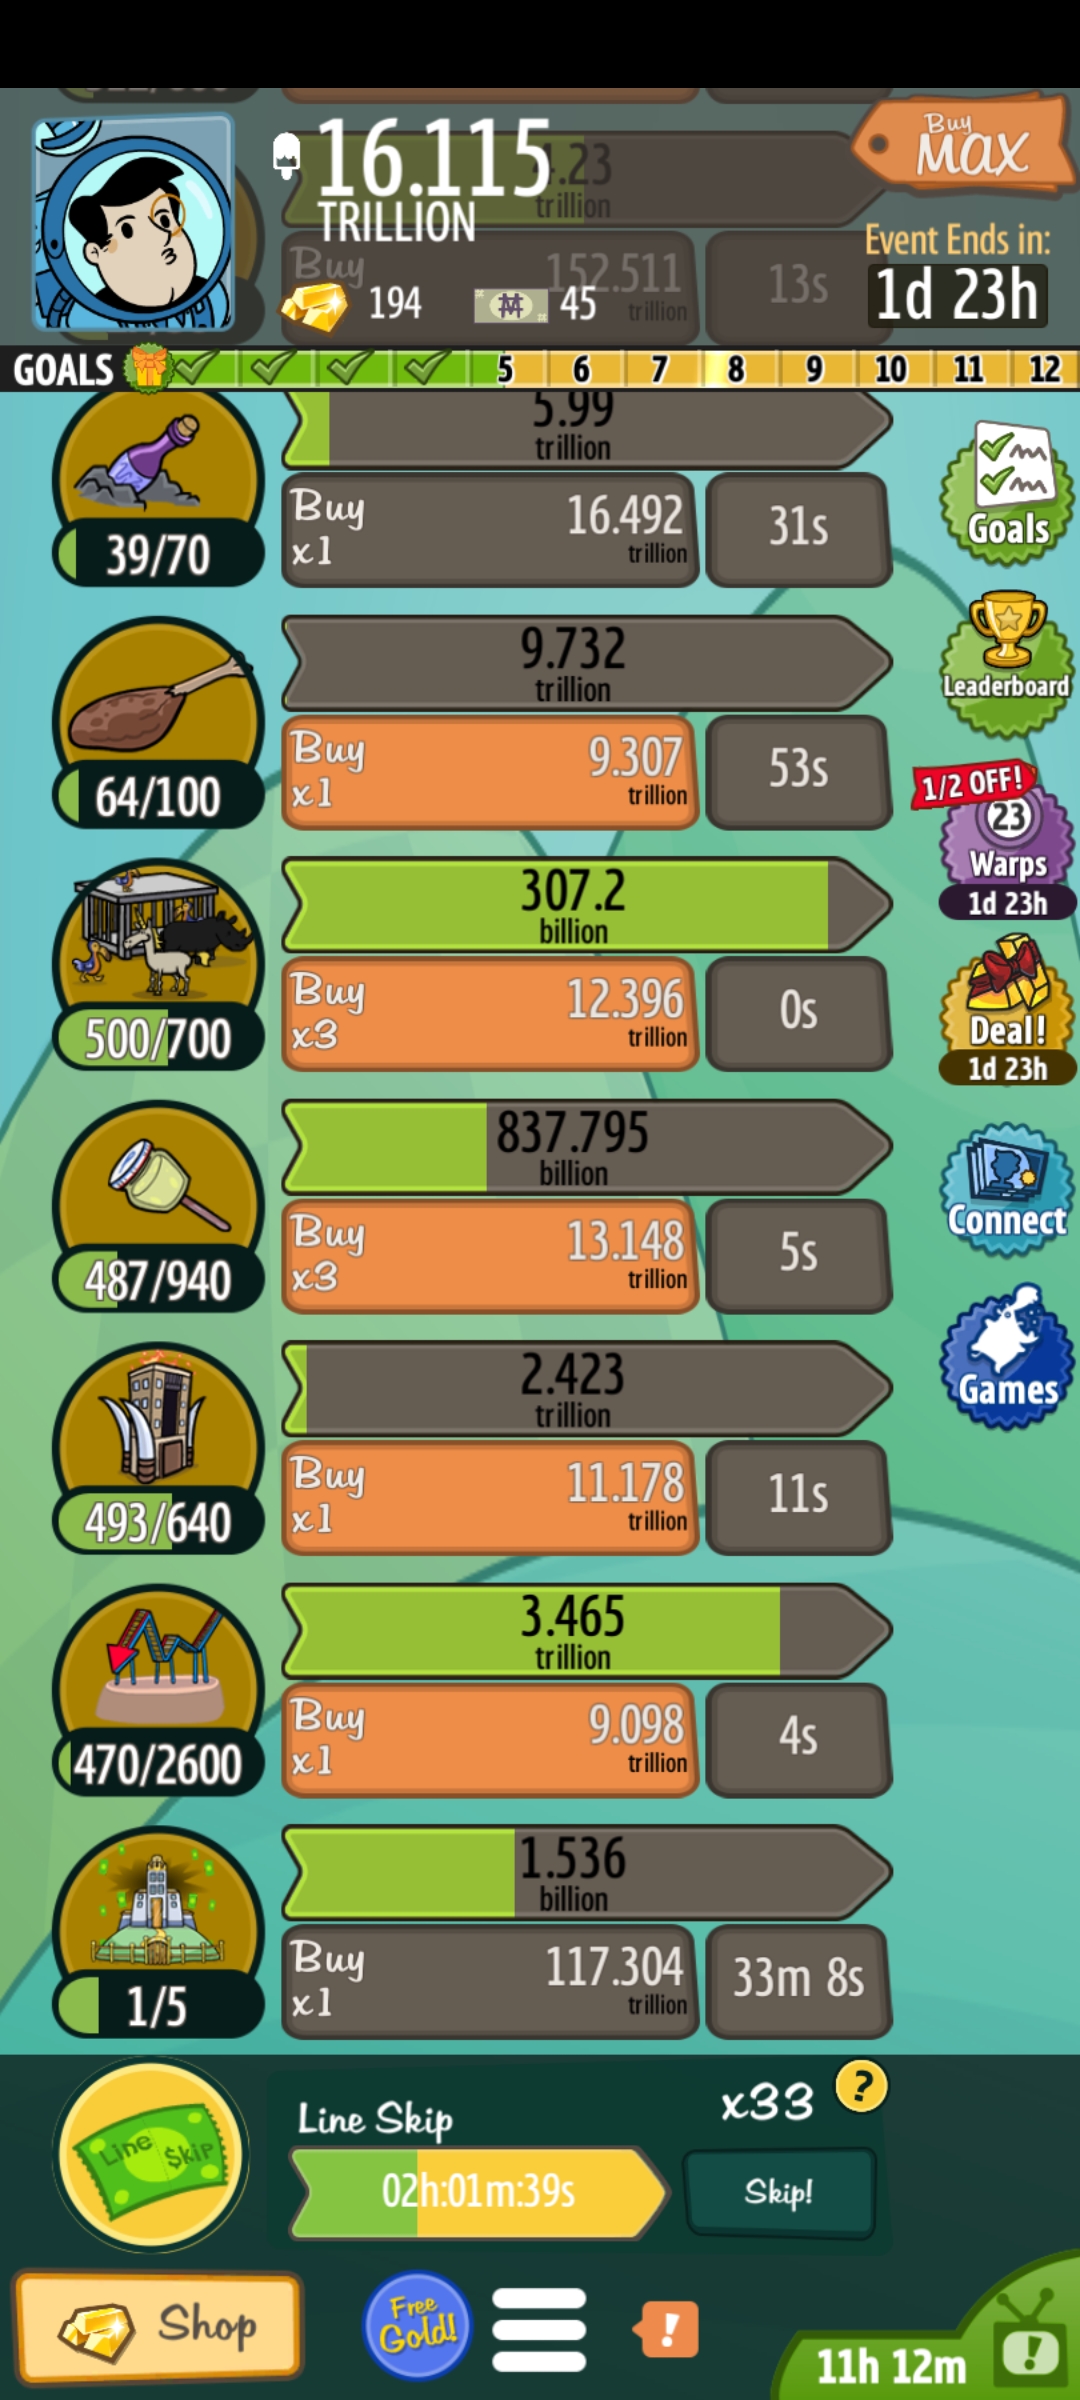 Buy
MAX
16.115
TRILLION
4.23
trillion
Event Ends in:
1d 23h
Buy
152.511
trillion
13s
194
45
GOALS
5 6 7 8 9 10 11 12
5.99
trillion
39/70
Buy
x1
16.492
trillion
31s
Goals
9.732
trillion
64/100
Buy
x1
9.307
trillion
53s
Leaderboard
1/2 OFF!
23
Warps
1d 23h
307.2
billion
500/700
Buy
x3
12.396
trillion
0s
Deal!
1d 23h
837.795
billion
487/940
Buy
x3
13.148
trillion
5s
Connect
2.423
trillion
493/640
Buy
x1
11.178
trillion
11s
Games
3.465
trillion
470/2600
Buy
x1
9.098
trillion
4s
1.536
billion
1/5
Buy
x1
117.304
trillion
33m 8s
Line $kip
Line Skip
x33
?
02h:01m:39s
Skip!
Shop
Free
Gold!
!
11h 12m
!